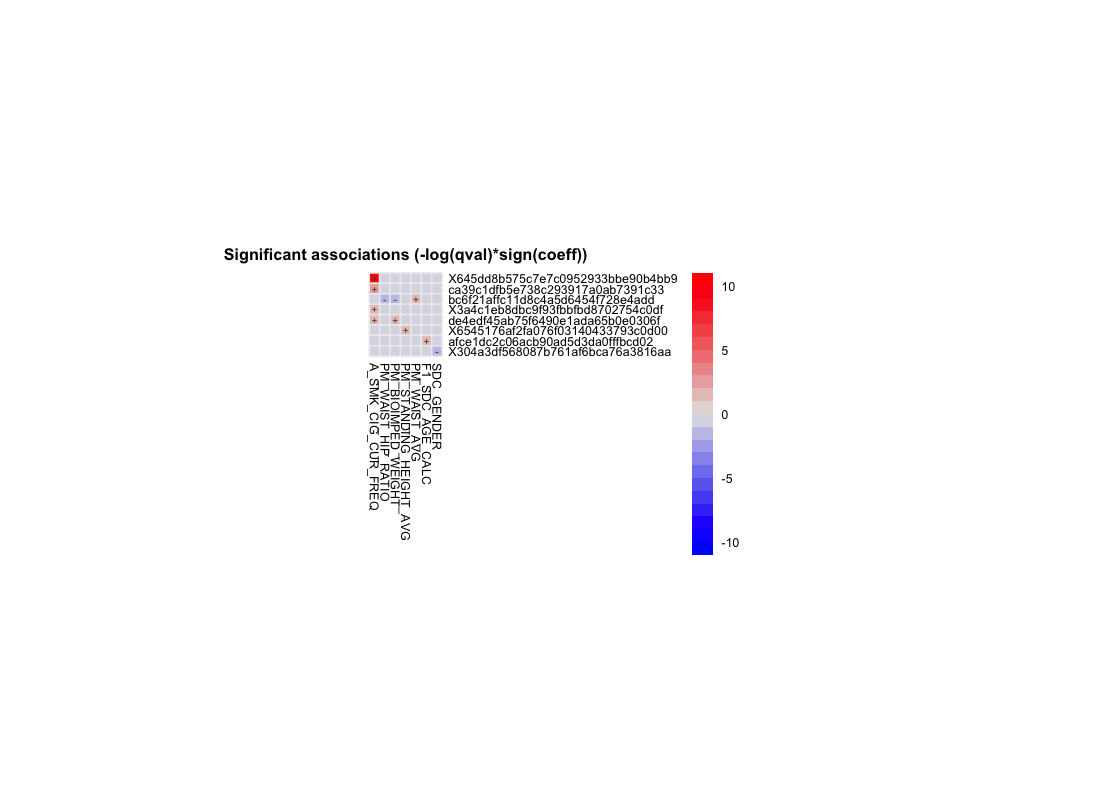 Significant associations (-log(qval)*sign(coeff))
X645dd8b575c7e7c0952933bbe90b4bb9
ca39c1dfb5e738c293917a0ab7391c33
bc6f21affc11d8c4a5d6454f728e4add
X3a4c1eb8dbc9f93fbbfbd8702754c0df
de4edf45ab75f6490e1ada65b0e0306f
X6545176af2fa076f03140433793c0d00
afce1dc2c06acb90ad5d3da0fffbcd02
X304a3df568087b761af6bca76a3816aa
+
+
- - +
+
+ +
+
+
-
A_SMK_CIG_CUR_FREQ
PM_WAIST_HIP_RATIO
PM_BIOIMPED_WEIGHT
PM_STANDING_HEIGHT_AVG
PM_WAIST_AVG
F1_SDC_AGE_CALC
SDC_GENDER
10
5
0
-5
-10